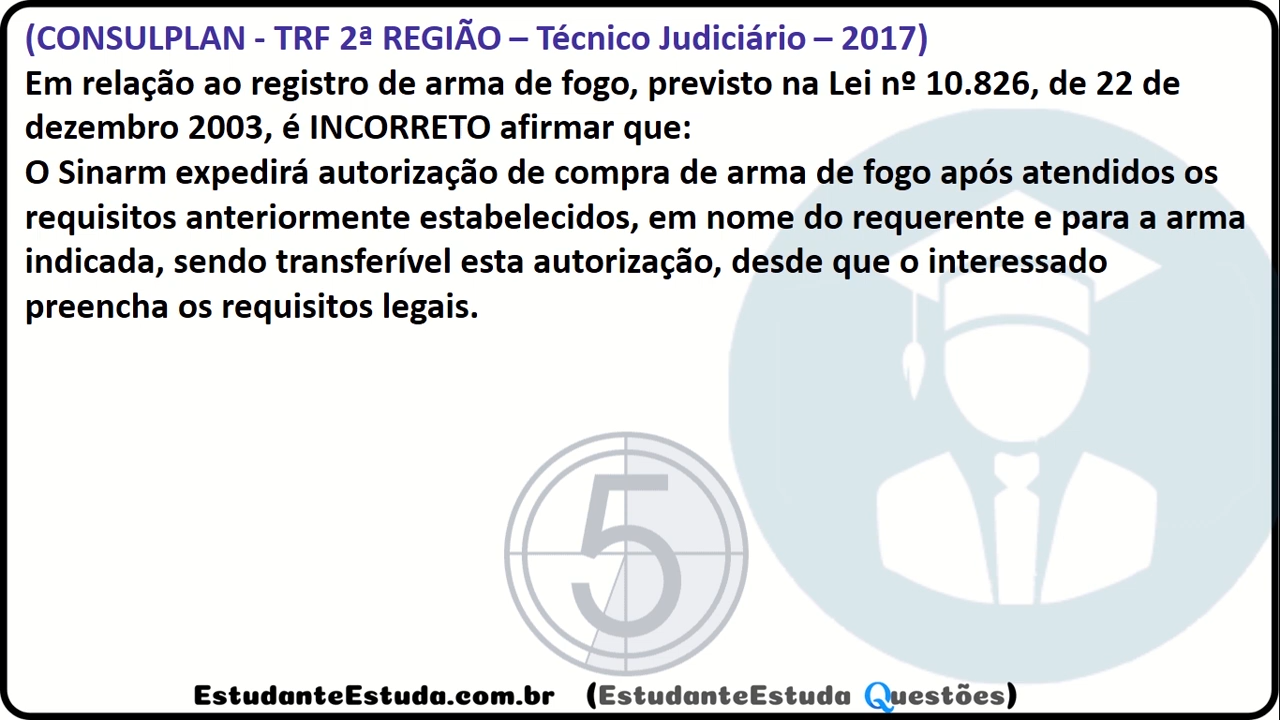 (CONSULPLAN - TRF 2ª REGIÃO – Técnico Judiciário – 2017)
Em relação ao registro de arma de fogo, previsto na Lei nº 10.826, de 22 de
dezembro 2003, é INCORRETO afirmar que:
O Sinarm expedirá autorização de compra de arma de fogo após atendidos os
requisitos anteriormente estabelecidos, em nome do requerente e para a arma
indicada, sendo transferível esta autorização, desde que o interessado
preencha os requisitos legais.
5
EstudanteEstuda.com.br (EstudanteEstuda Questões)